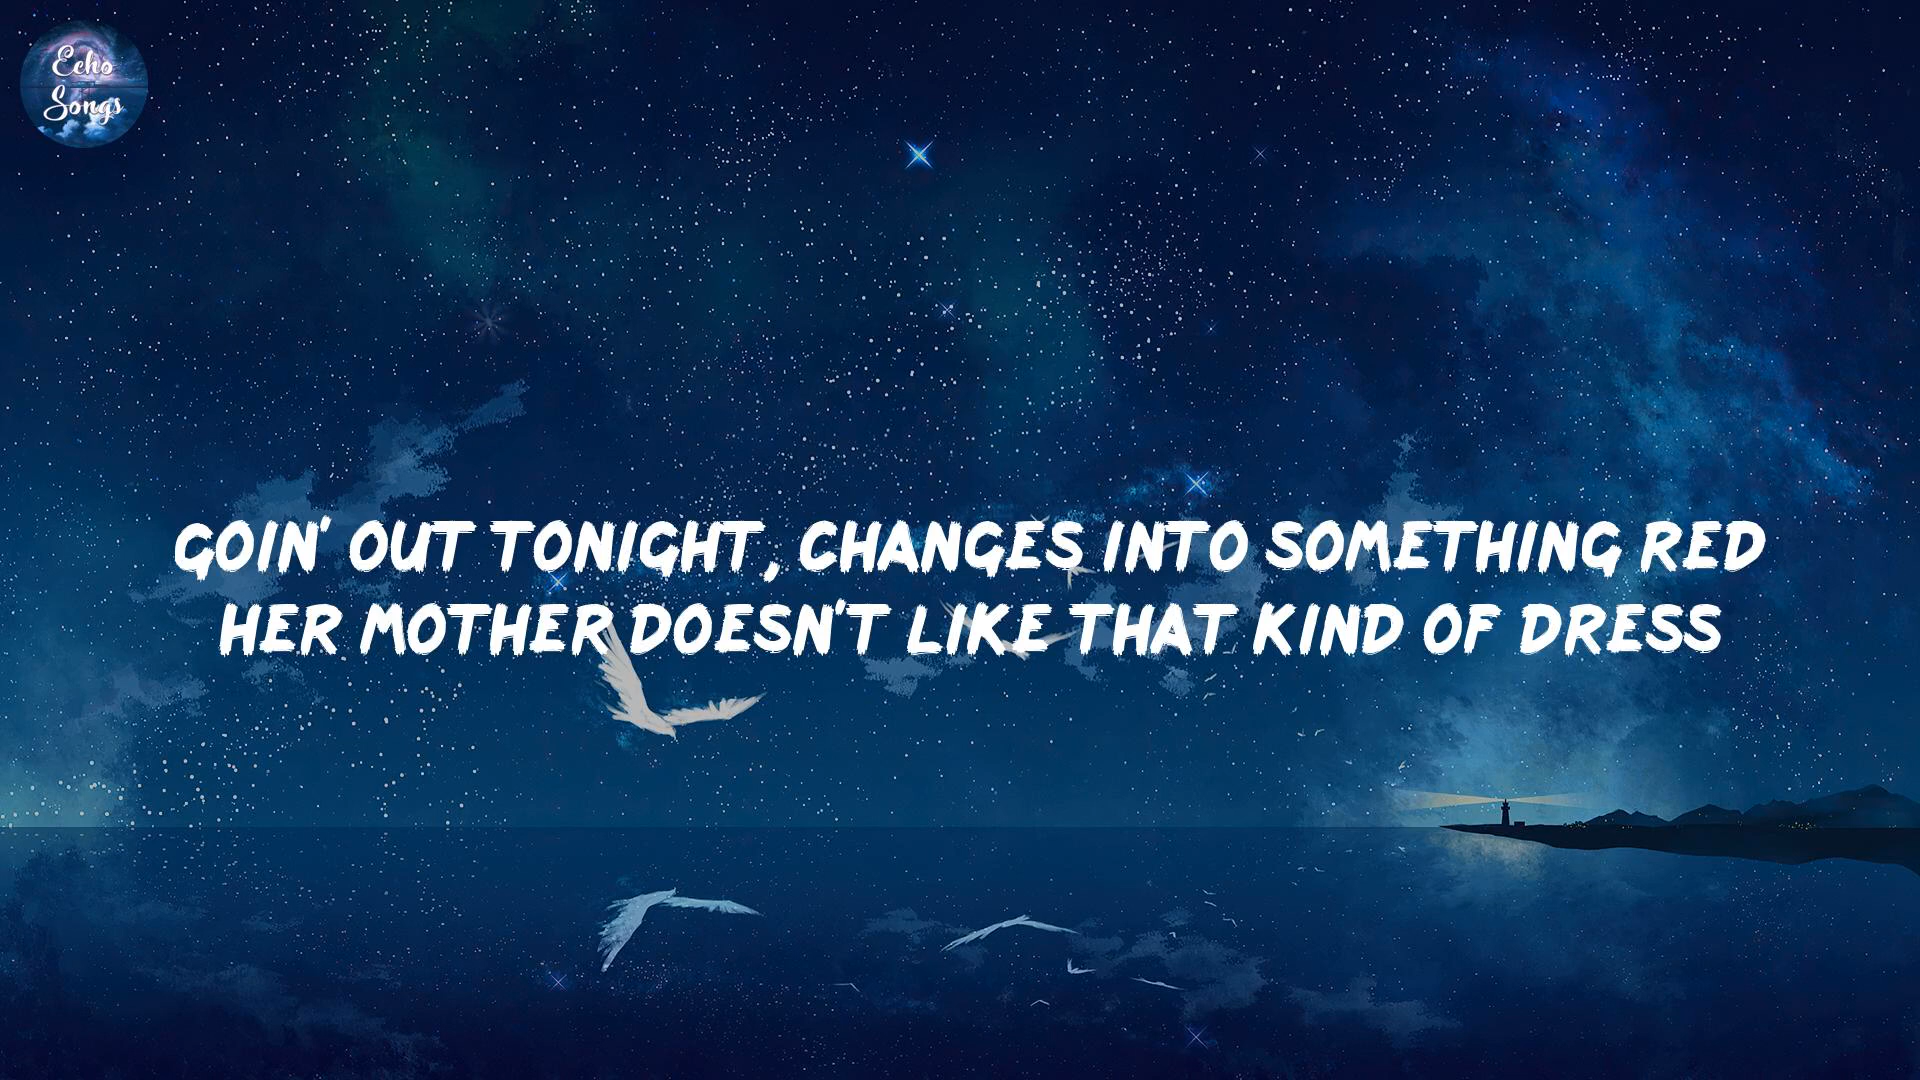 Echo
Songs
GOIN' OUT TONIGHT, CHANGES INTO SOMETHING RED
HER MOTHER DOESN'T LIKE THAT KIND OF DRESS